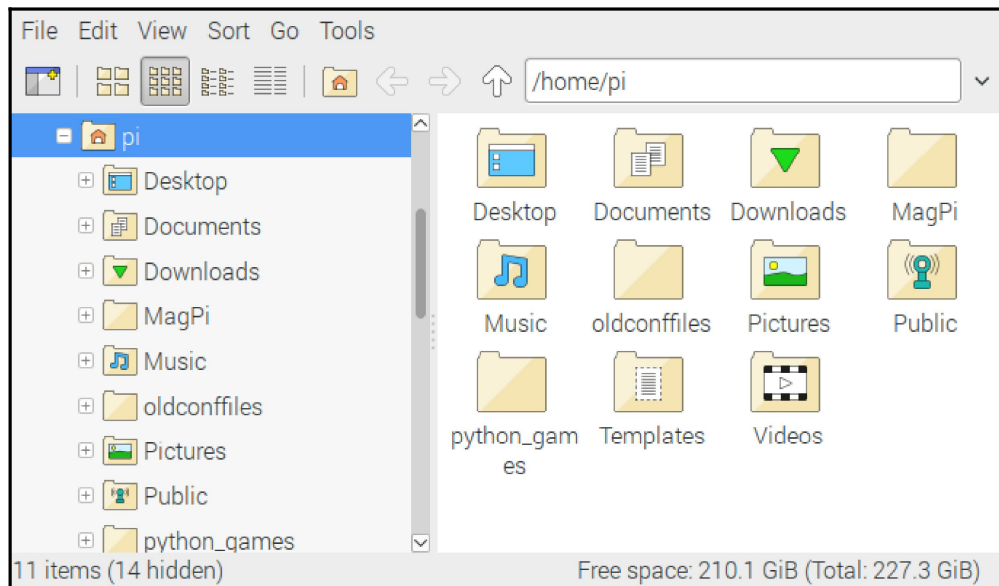 File Edit View Sort Go Tools
/home/pi
pi
Desktop
Documents
Downloads
MagPi
Music
oldconffiles
Pictures
Public
python_games
Desktop Documents Downloads MagPi
Music oldconffiles Pictures Public
python_gam Templates Videos
es
11 items (14 hidden) Free space: 210.1 GiB (Total: 227.3 GiB)